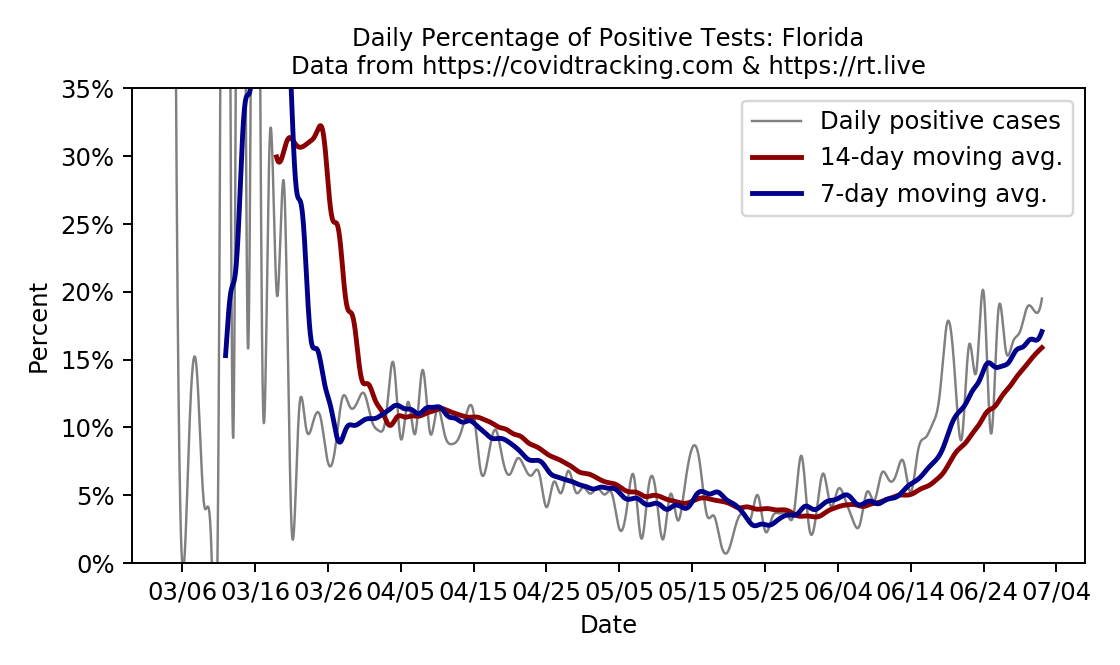 Daily Percentage of Positive Tests: Florida
Data from https://covidtracking.com & https://rt.live
35%
30%
25%
20%
15%
10%
5%
0%
Percent
Daily positive cases
14-day moving avg.
7-day moving avg.
03/06 03/16 03/26 04/05 04/15 04/25 05/05 05/15 05/25 06/04 06/14 06/24 07/04
Date